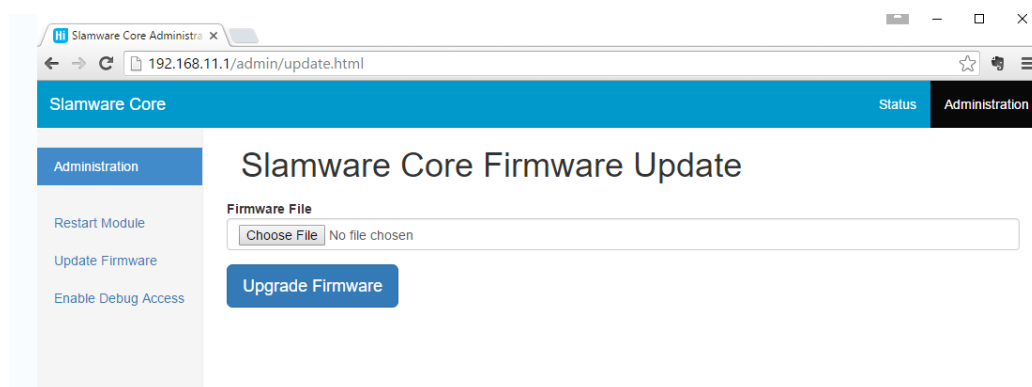 Hi Slamware Core Administra
192.168.11.1/admin/update.html
Slamware Core Status Administration
Administration
Slamware Core Firmware Update
Restart Module
Update Firmware
Enable Debug Access
Firmware File
Choose File No file chosen
Upgrade Firmware